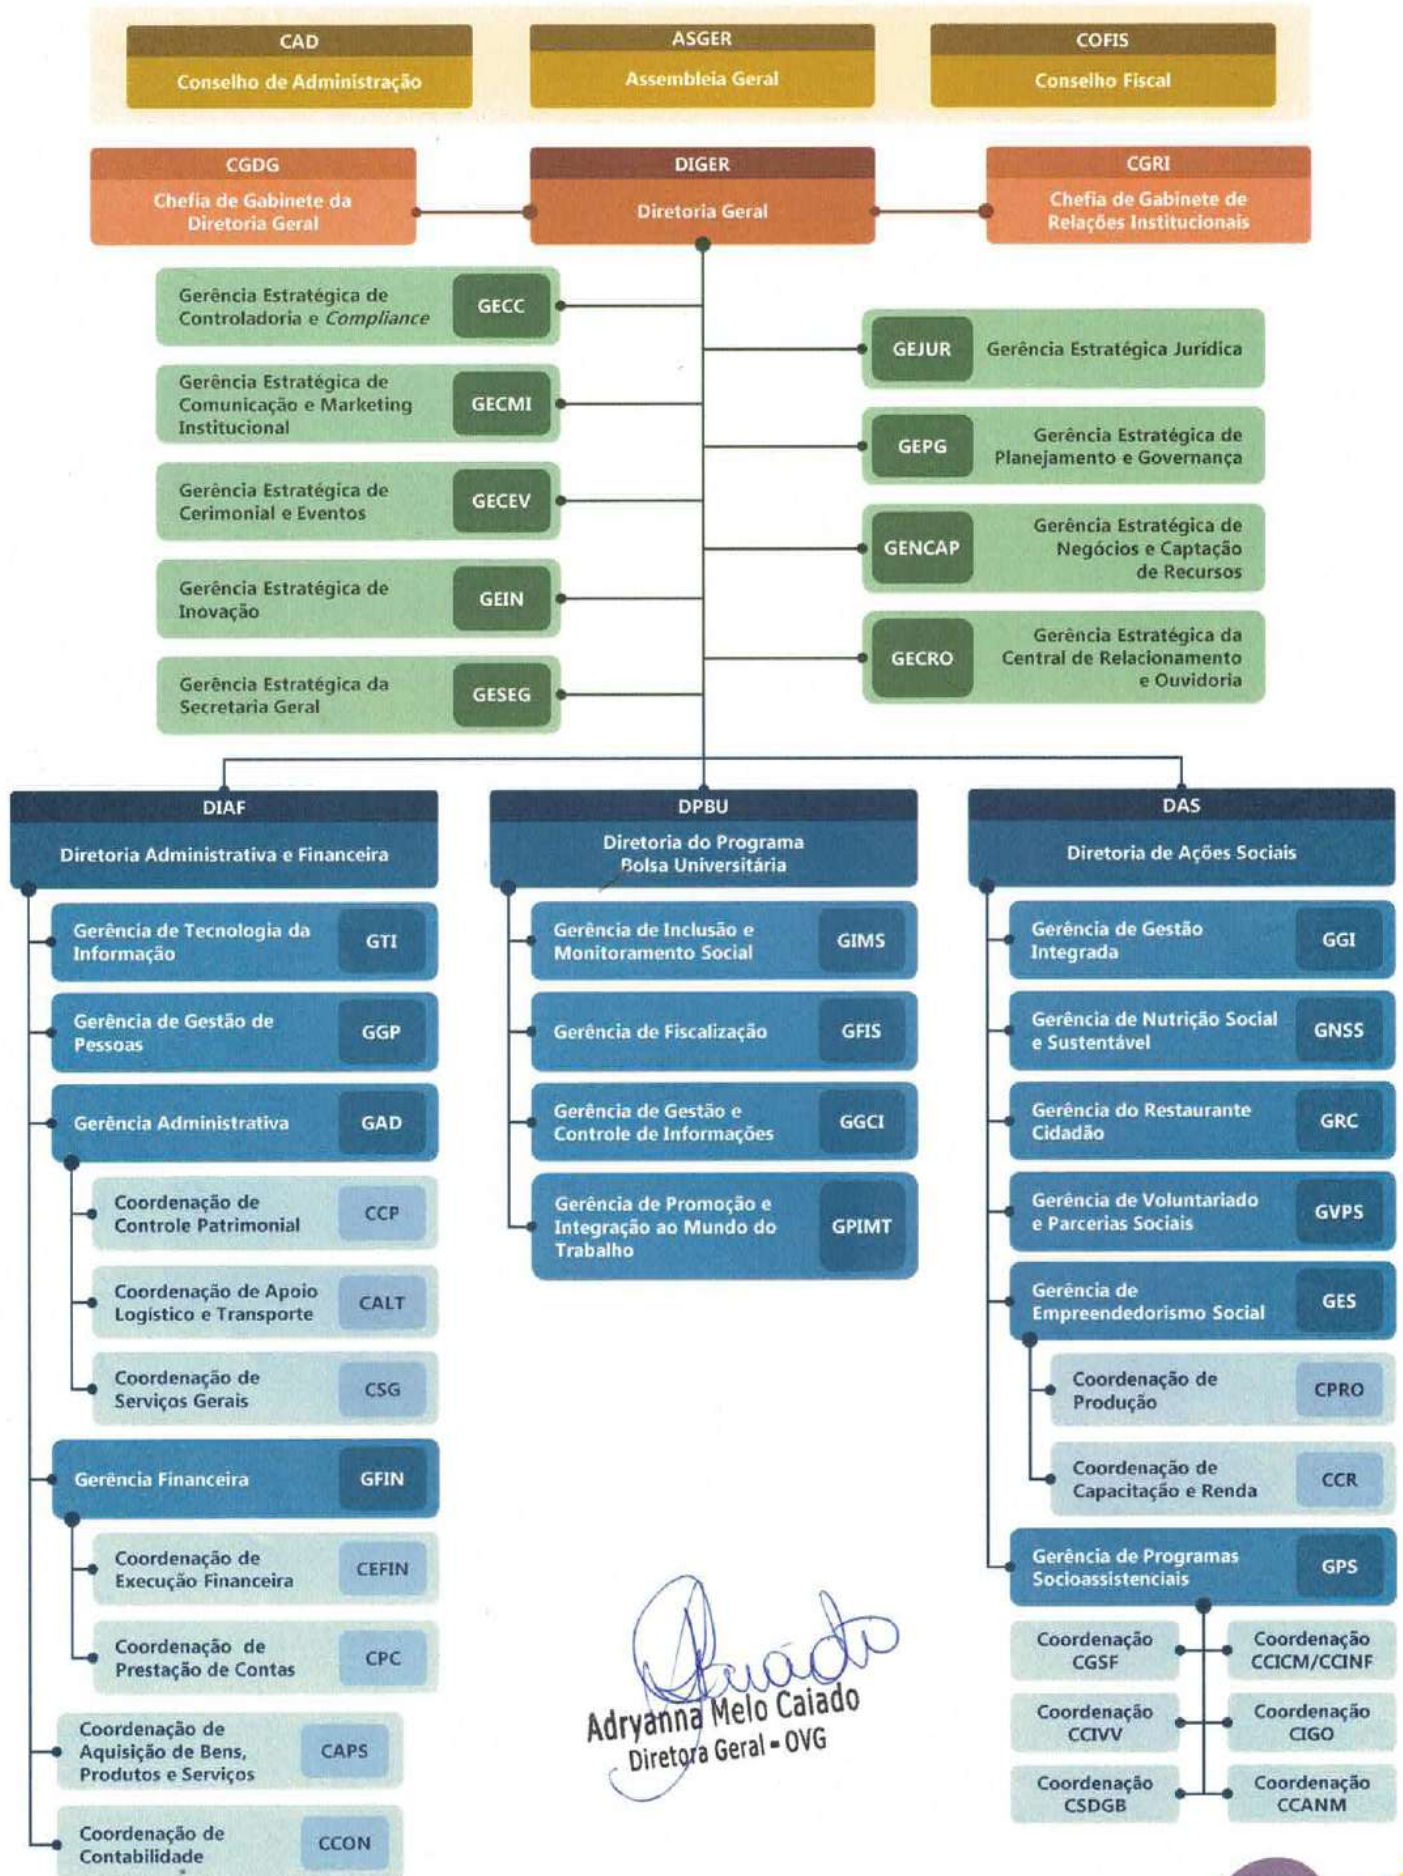 CAD
Conselho de Administração
ASGER
Assembleia Geral
COFIS
Conselho Fiscal
CGDG
Chefia de Gabinete da
Diretoria Geral
DIGER
Diretoria Geral
CGRI
Chefia de Gabinete de
Relações Institucionais
Gerência Estratégica de
Controladoria e Compliance
GECC
GEJUR
Gerência Estratégica Jurídica
Gerência Estratégica de
Comunicação e Marketing
Institucional
GECMI
GEPG
Gerência Estratégica de
Planejamento e Governança
Gerência Estratégica de
Cerimonial e Eventos
GECEV
GENCAP
Gerência Estratégica de
Negócios e Captação
de Recursos
Gerência Estratégica de
Inovação
GEIN
GECRO
Gerência Estratégica da
Central de Relacionamento
e Ouvidoria
Gerência Estratégica da
Secretaria Geral
GESEG
DIAF
Diretoria Administrativa e Financeira
Gerência de Tecnologia da
Informação
GTI
Gerência de Gestão de
Pessoas
GGP
Gerência Administrativa
GAD
Coordenação de
Controle Patrimonial
CCP
Coordenação de Apoio
Logístico e Transporte
CALT
Coordenação de
Serviços Gerais
CSG
Gerência Financeira
GFIN
Coordenação de
Execução Financeira
CEFIN
Coordenação de
Prestação de Contas
CPC
Coordenação de
Aquisição de Bens,
Produtos e Serviços
CAPS
Coordenação de
Contabilidade
CCON
DPBU
Diretoria do Programa
Bolsa Universitária
Gerência de Inclusão e
Monitoramento Social
GIMS
Gerência de Fiscalização
GFIS
Gerência de Gestão e
Controle de Informações
GGCI
Gerência de Promoção e
Integração ao Mundo do
Trabalho
GPIMT
DAS
Diretoria de Ações Sociais
Gerência de Gestão
Integrada
GGI
Gerência de Nutrição Social
e Sustentável
GNSS
Gerência do Restaurante
Cidadão
GRC
Gerência de Voluntariado
e Parcerias Sociais
GVPS
Gerência de
Empreendedorismo Social
GES
Coordenação de
Produção
CPRO
Coordenação de
Capacitação e Renda
CCR
Gerência de Programas
Socioassistenciais
GPS
Coordenação
CGSF
Coordenação
CCICM/CCINF
Coordenação
CCIVV
Coordenação
CIGO
Coordenação
CSDGB
Coordenação
CCANM
Adryanna Melo Caiado
Diretora Geral - OVG